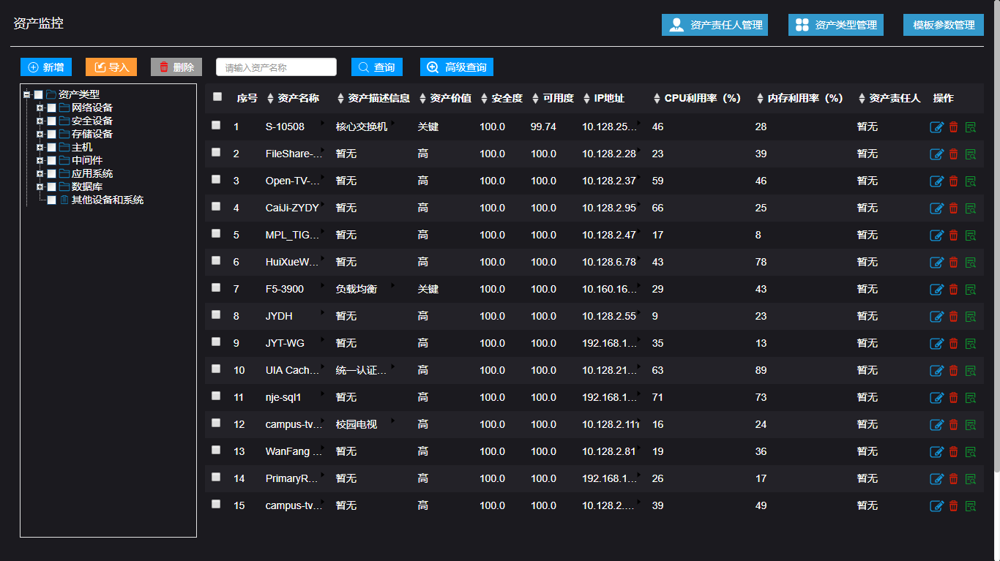 资产监控
资产责任人管理 资产类型管理 模板参数管理
新增 导入 删除 请输入资产名称 查询 高级查询
资产类型
网络设备
安全设备
存储设备
主机
中间件
应用系统
数据库
其他设备和系统
序号 资产名称 资产描述信息 资产价值 安全度 可用度 IP地址 CPU利用率（%） 内存利用率（%） 资产责任人 操作
1 S-10508 核心交换机 关键 100.0 99.74 10.128.25... 46 28 暂无
2 FileShare-... 暂无 高 100.0 100.0 10.128.2.28 23 39 暂无
3 Open-TV-... 暂无 高 100.0 100.0 10.128.2.37 59 46 暂无
4 CaiJi-ZYDY 暂无 高 100.0 100.0 10.128.2.95 66 25 暂无
5 MPL_TIG... 暂无 高 100.0 100.0 10.128.2.47 17 8 暂无
6 HuiXueW... 暂无 高 100.0 100.0 10.128.6.78 43 78 暂无
7 F5-3900 负载均衡 关键 100.0 100.0 10.160.16... 29 43 暂无
8 JYDH 暂无 高 100.0 100.0 10.128.2.55 9 23 暂无
9 JYT-WG 暂无 高 100.0 100.0 192.168.1... 35 13 暂无
10 UIA Cach... 统一认证... 高 100.0 100.0 10.128.21... 63 89 暂无
11 nje-sql1 暂无 高 100.0 100.0 192.168.1... 71 73 暂无
12 campus-tv... 校园电视 高 100.0 100.0 10.128.2.111 16 24 暂无
13 WanFang ... 暂无 高 100.0 100.0 10.128.2.81 19 36 暂无
14 PrimaryR... 暂无 高 100.0 100.0 192.168.1... 26 17 暂无
15 campus-tv... 暂无 高 100.0 100.0 10.128.2.... 39 49 暂无